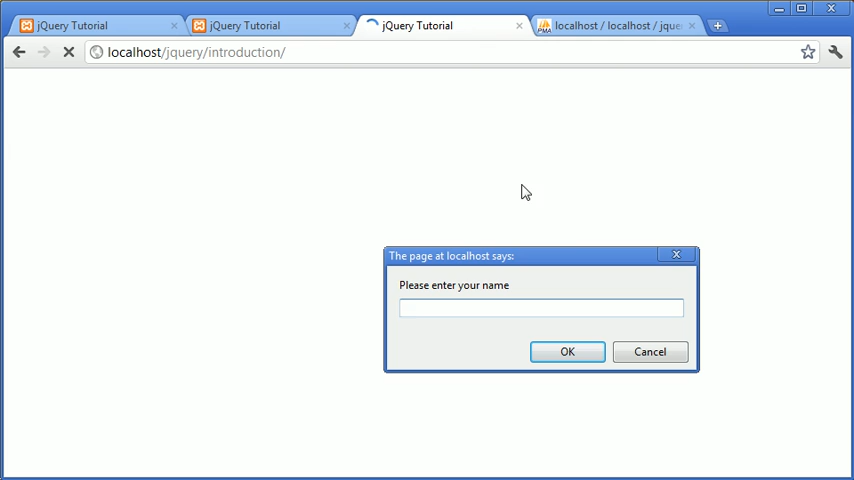 jQuery Tutorial
jQuery Tutorial
jQuery Tutorial
localhost / localhost / jquer
localhost/jquery/introduction/
The page at localhost says:
Please enter your name
OK
Cancel